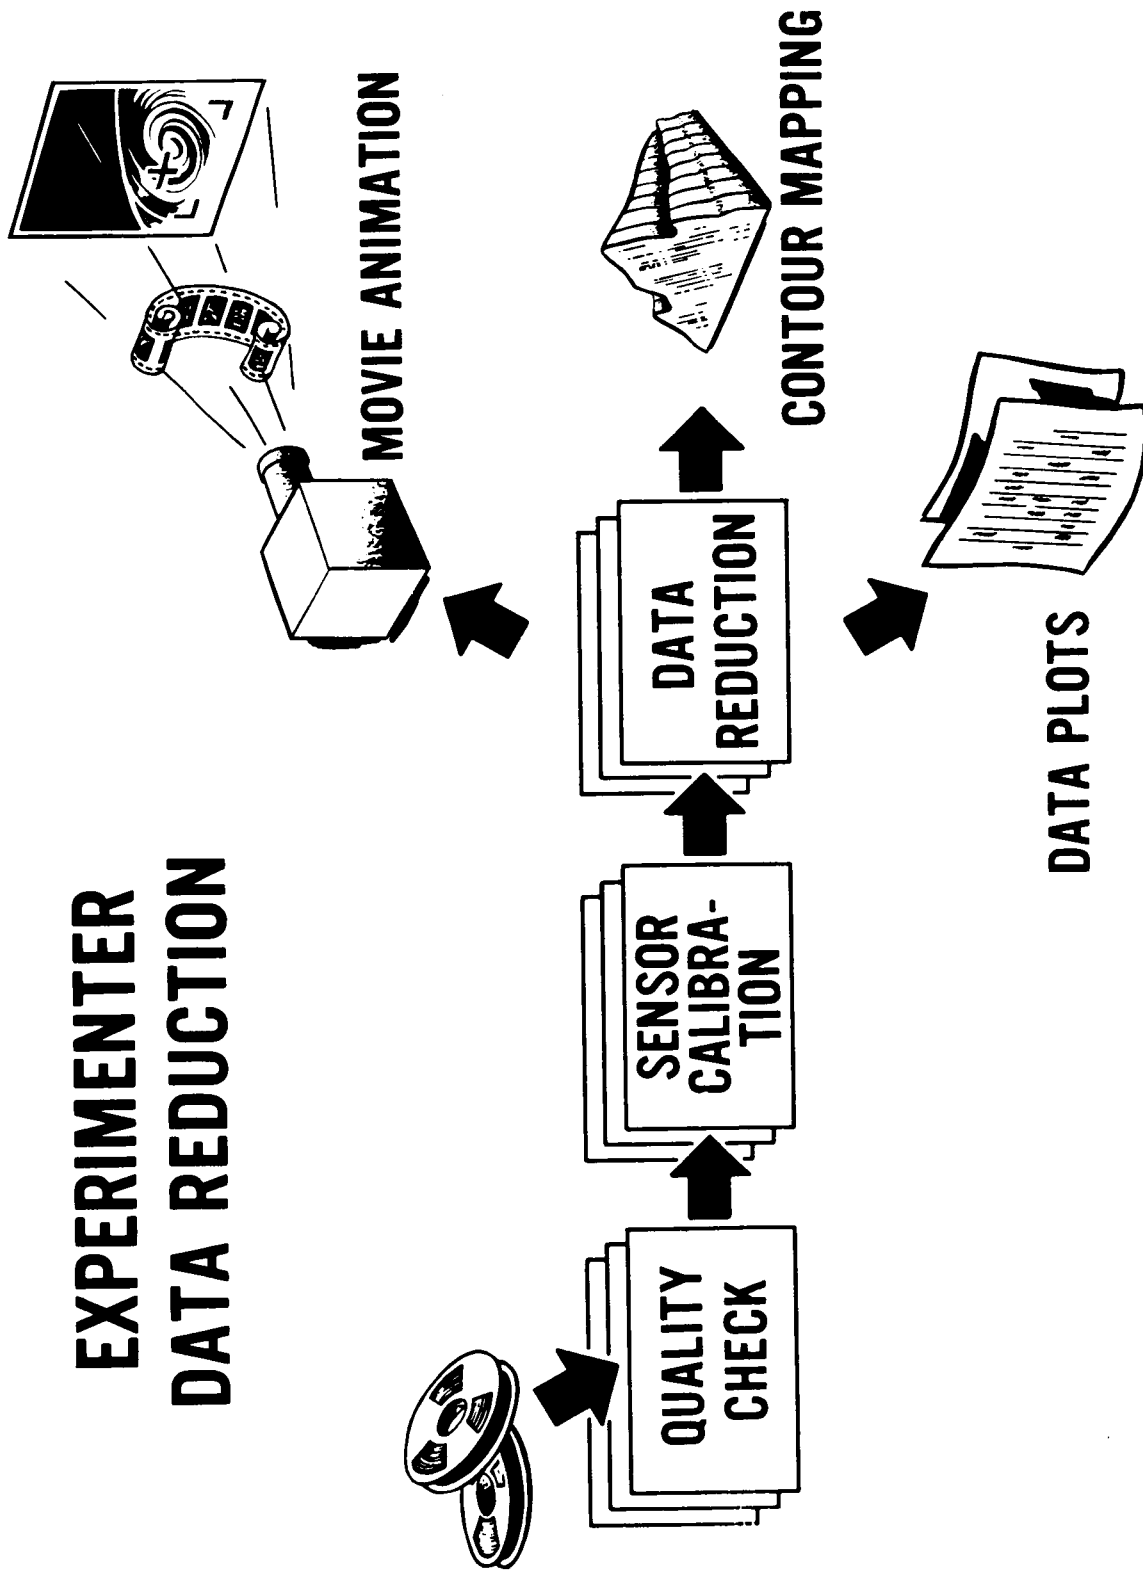 EXPERIMENTER
DATA REDUCTION
QUALITY
CHECK
SENSOR
CALIBRA-
TION
DATA
REDUCTION
MOVIE ANIMATION
CONTOUR MAPPING
DATA PLOTS